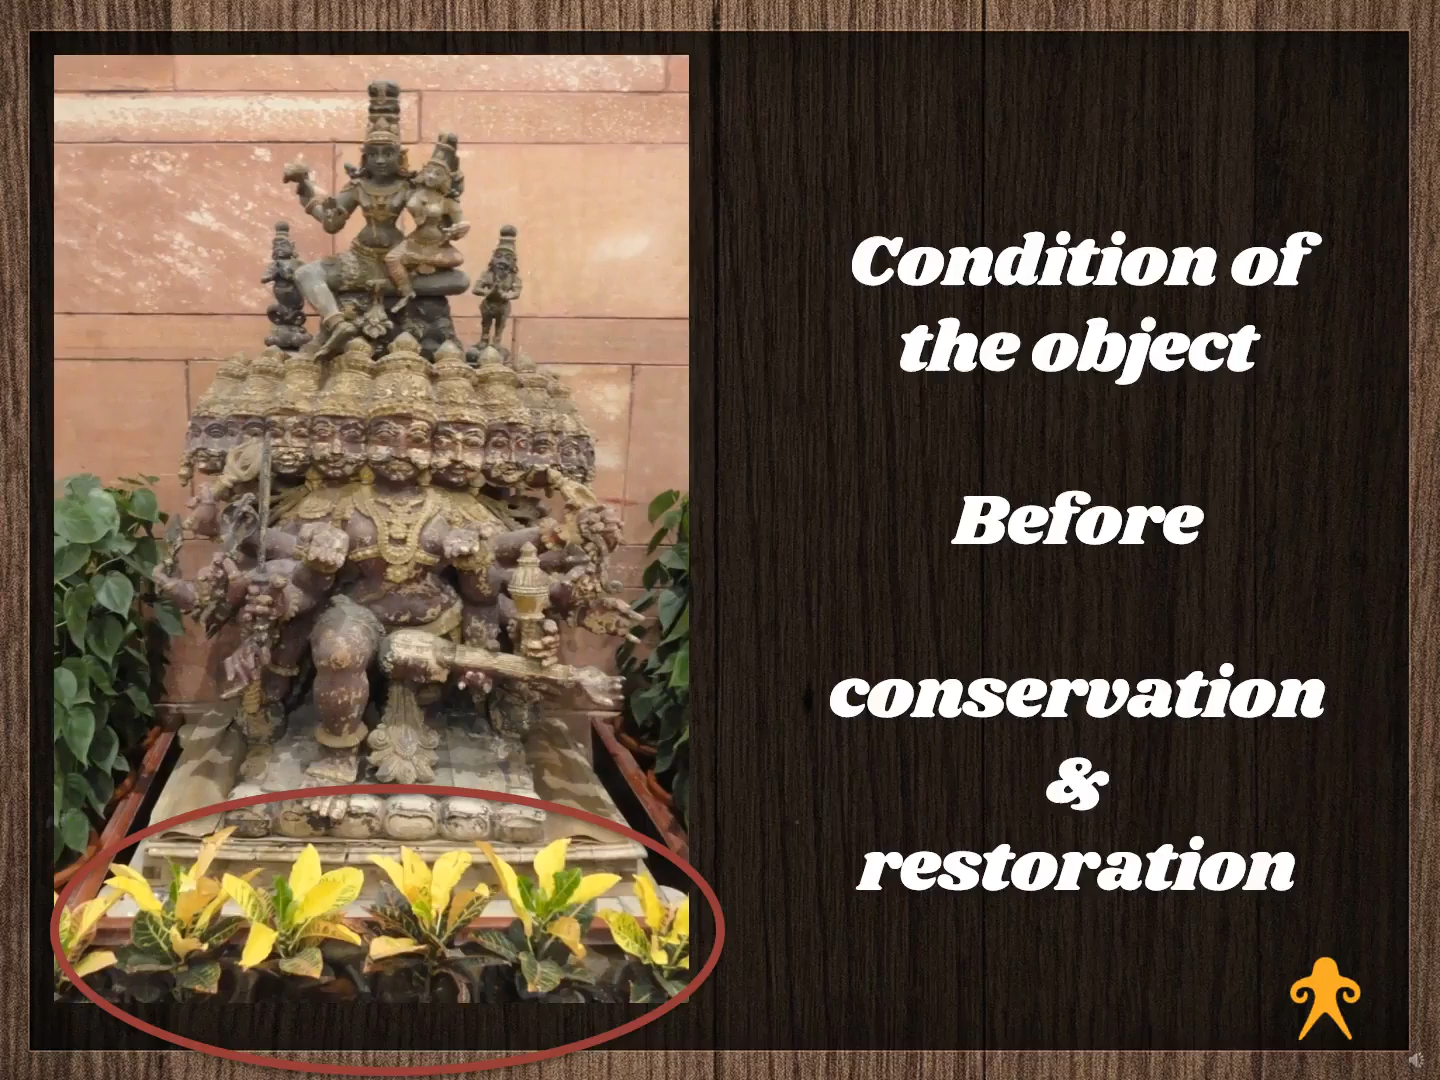 Condition of
the object
Before
conservation
&
restoration